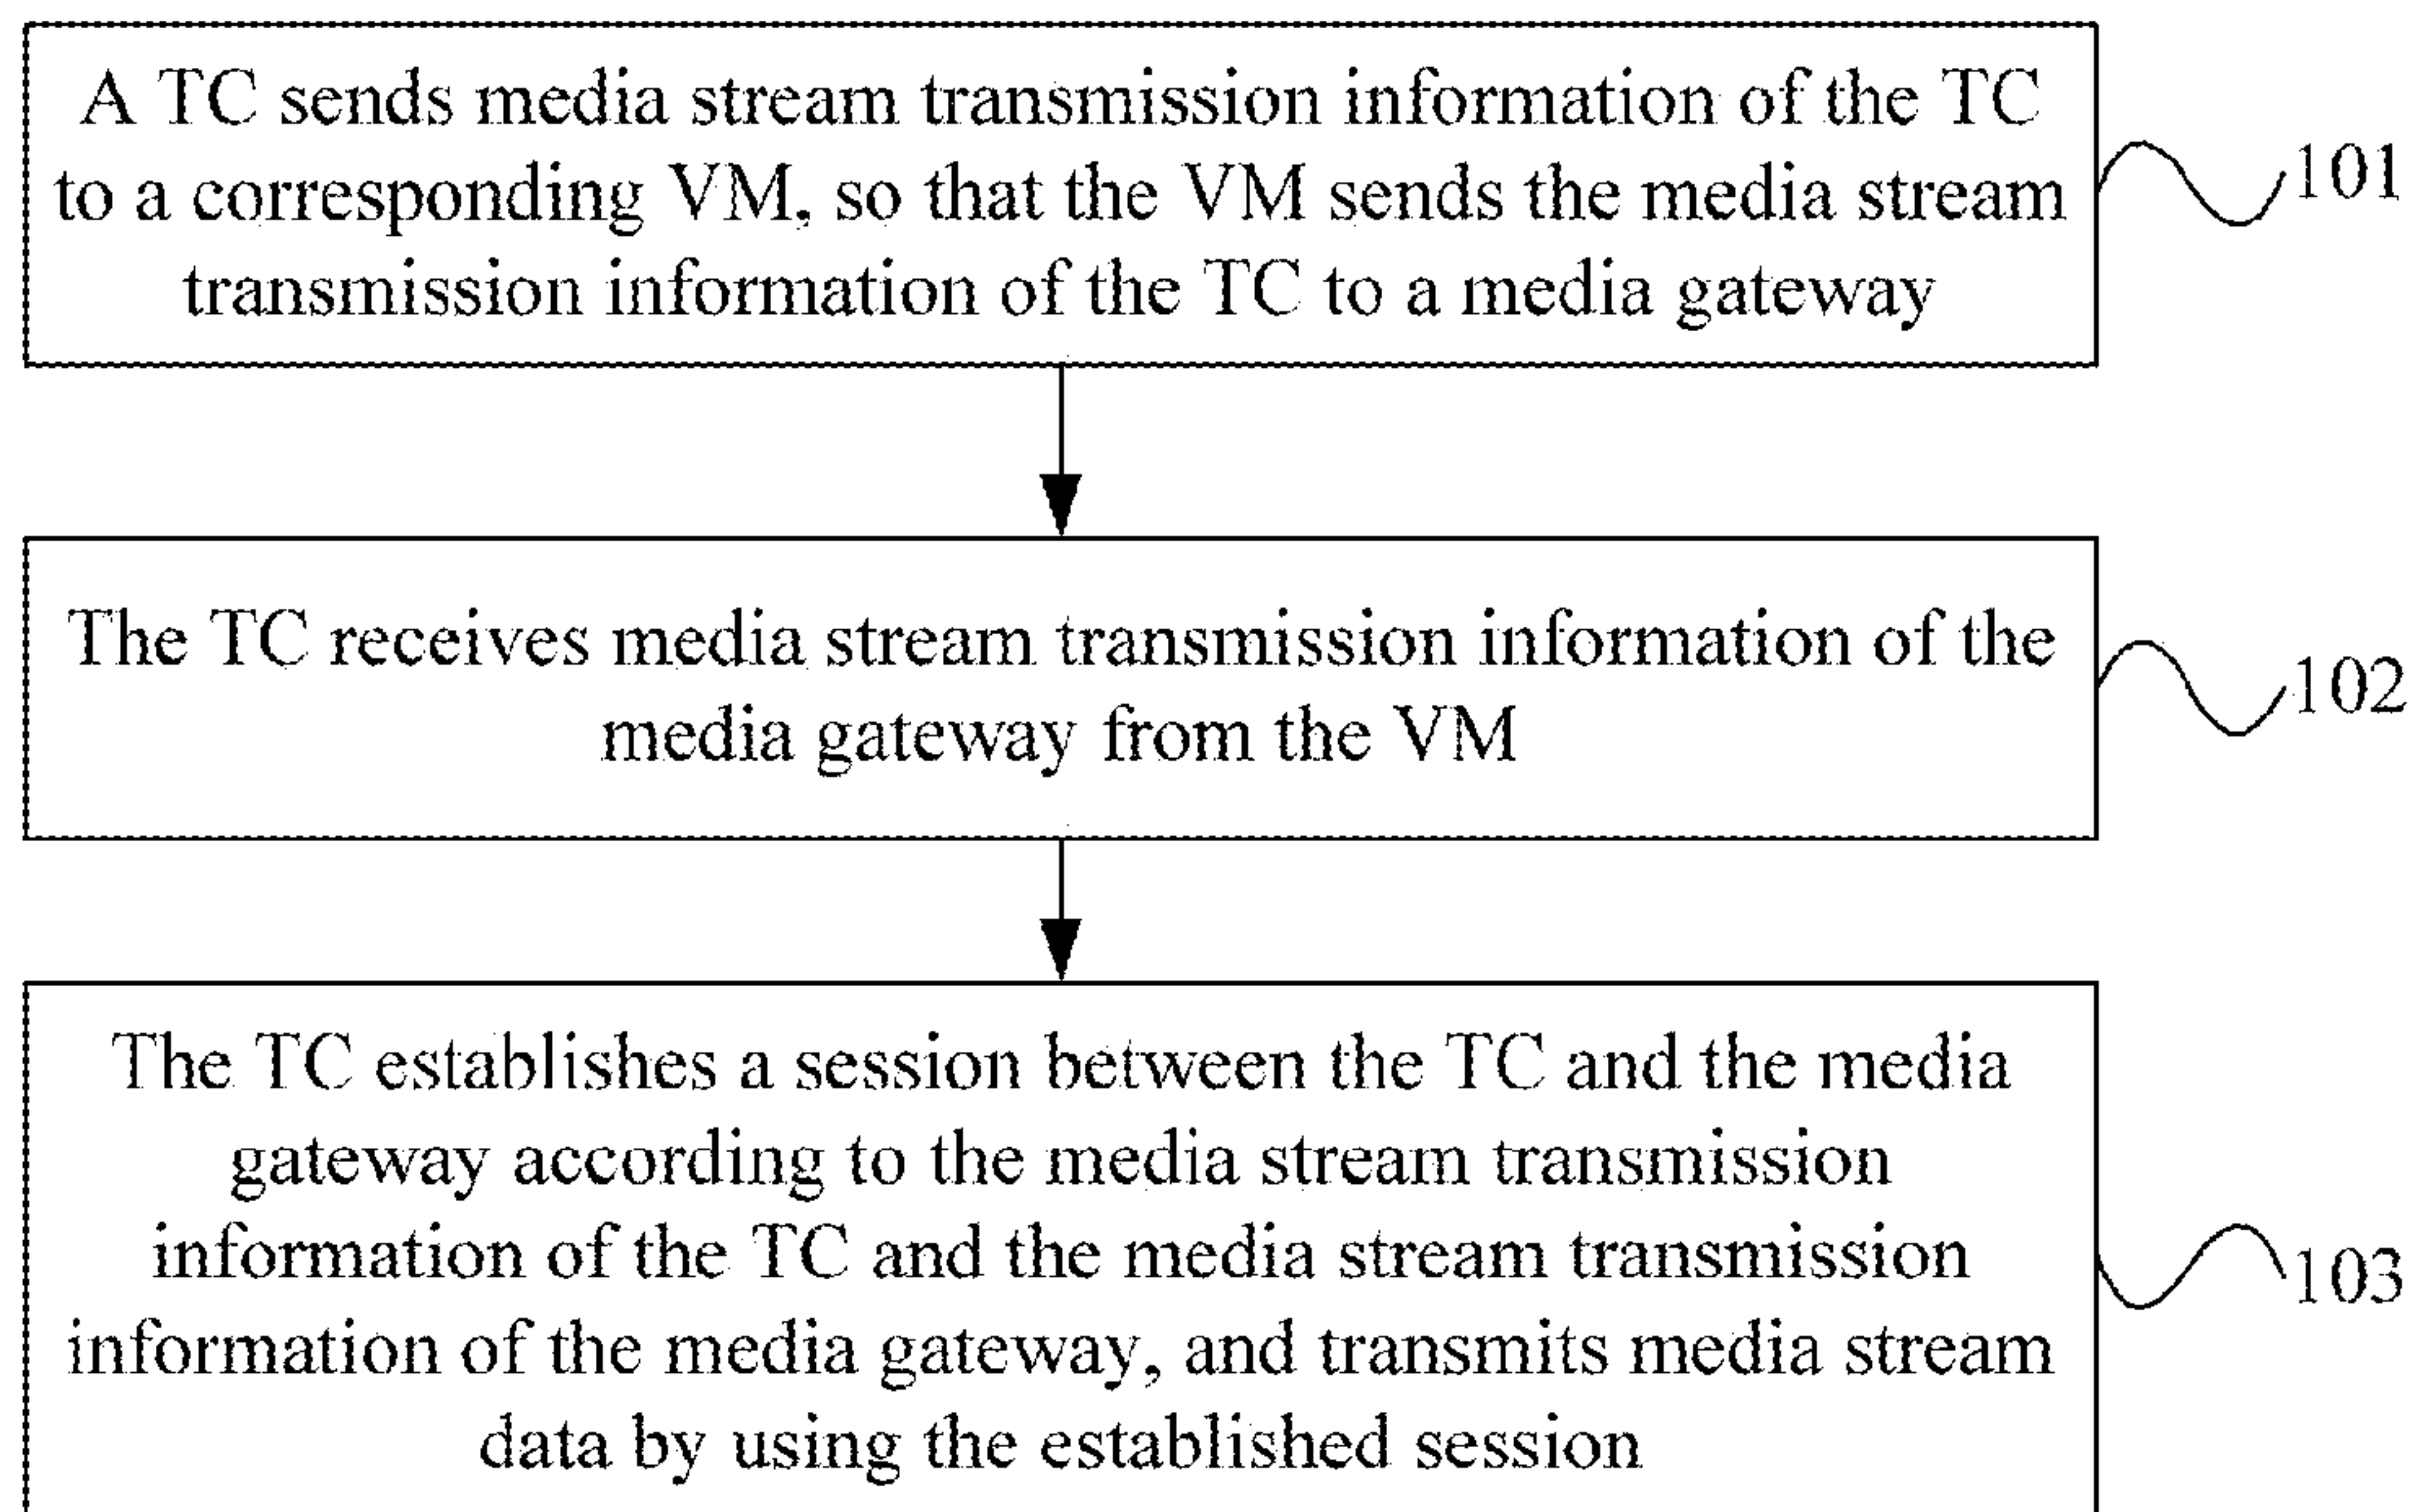 A TC sends media stream transmission information of the TC
to a corresponding VM, so that the VM sends the media stream
transmission information of the TC to a media gateway
101
The TC receives media stream transmission information of the
media gateway from the VM
102
The TC establishes a session between the TC and the media
gateway according to the media stream transmission
information of the TC and the media stream transmission
information of the media gateway, and transmits media stream
data by using the established session
103